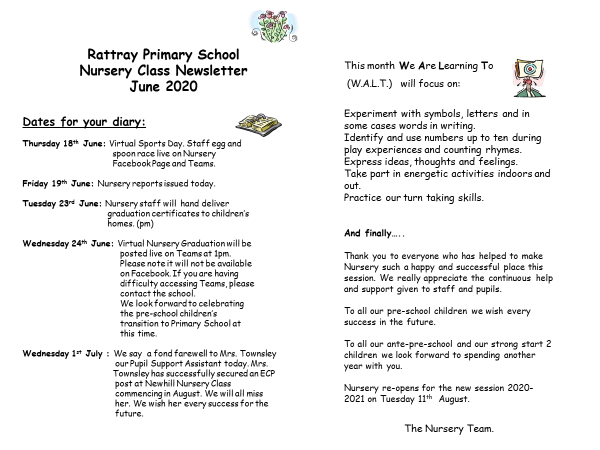 Rattray Primary School
Nursery Class Newsletter
June 2020
Dates for your diary:
Thursday 18th June: Virtual Sports Day. Staff egg and
spoon race live on Nursery
Facebook Page and Teams.
Friday 19th June: Nursery reports issued today.
Tuesday 23rd June: Nursery staff will hand deliver
graduation certificates to children's
homes. (pm)
Wednesday 24th June: Virtual Nursery Graduation will be
posted live on Teams at 1pm.
Please note it will not be available
on Facebook. If you are having
difficulty accessing Teams, please
contact the school.
We look forward to celebrating
the pre-school children's
transition to Primary School at
this time.
Wednesday 1st July : We say a fond farewell to Mrs. Townsley
our Pupil Support Assistant today. Mrs.
Townsley has successfully secured an ECP
post at Newhill Nursery Class
commencing in August. We will all miss
her. We wish her every success for the
future.
This month We Are Learning To
(W.A.L.T.) will focus on:
Experiment with symbols, letters and in
some cases words in writing.
Identify and use numbers up to ten during
play experiences and counting rhymes.
Express ideas, thoughts and feelings.
Take part in energetic activities indoors and
out.
Practice our turn taking skills.
And finally.....
Thank you to everyone who has helped to make
Nursery such a happy and successful place this
session. We really appreciate the continuous help
and support given to staff and pupils.
To all our pre-school children we wish every
success in the future.
To all our ante-pre-school and our strong start 2
children we look forward to spending another
year with you.
Nursery re-opens for the new session 2020-
2021 on Tuesday 11th August.
The Nursery Team.